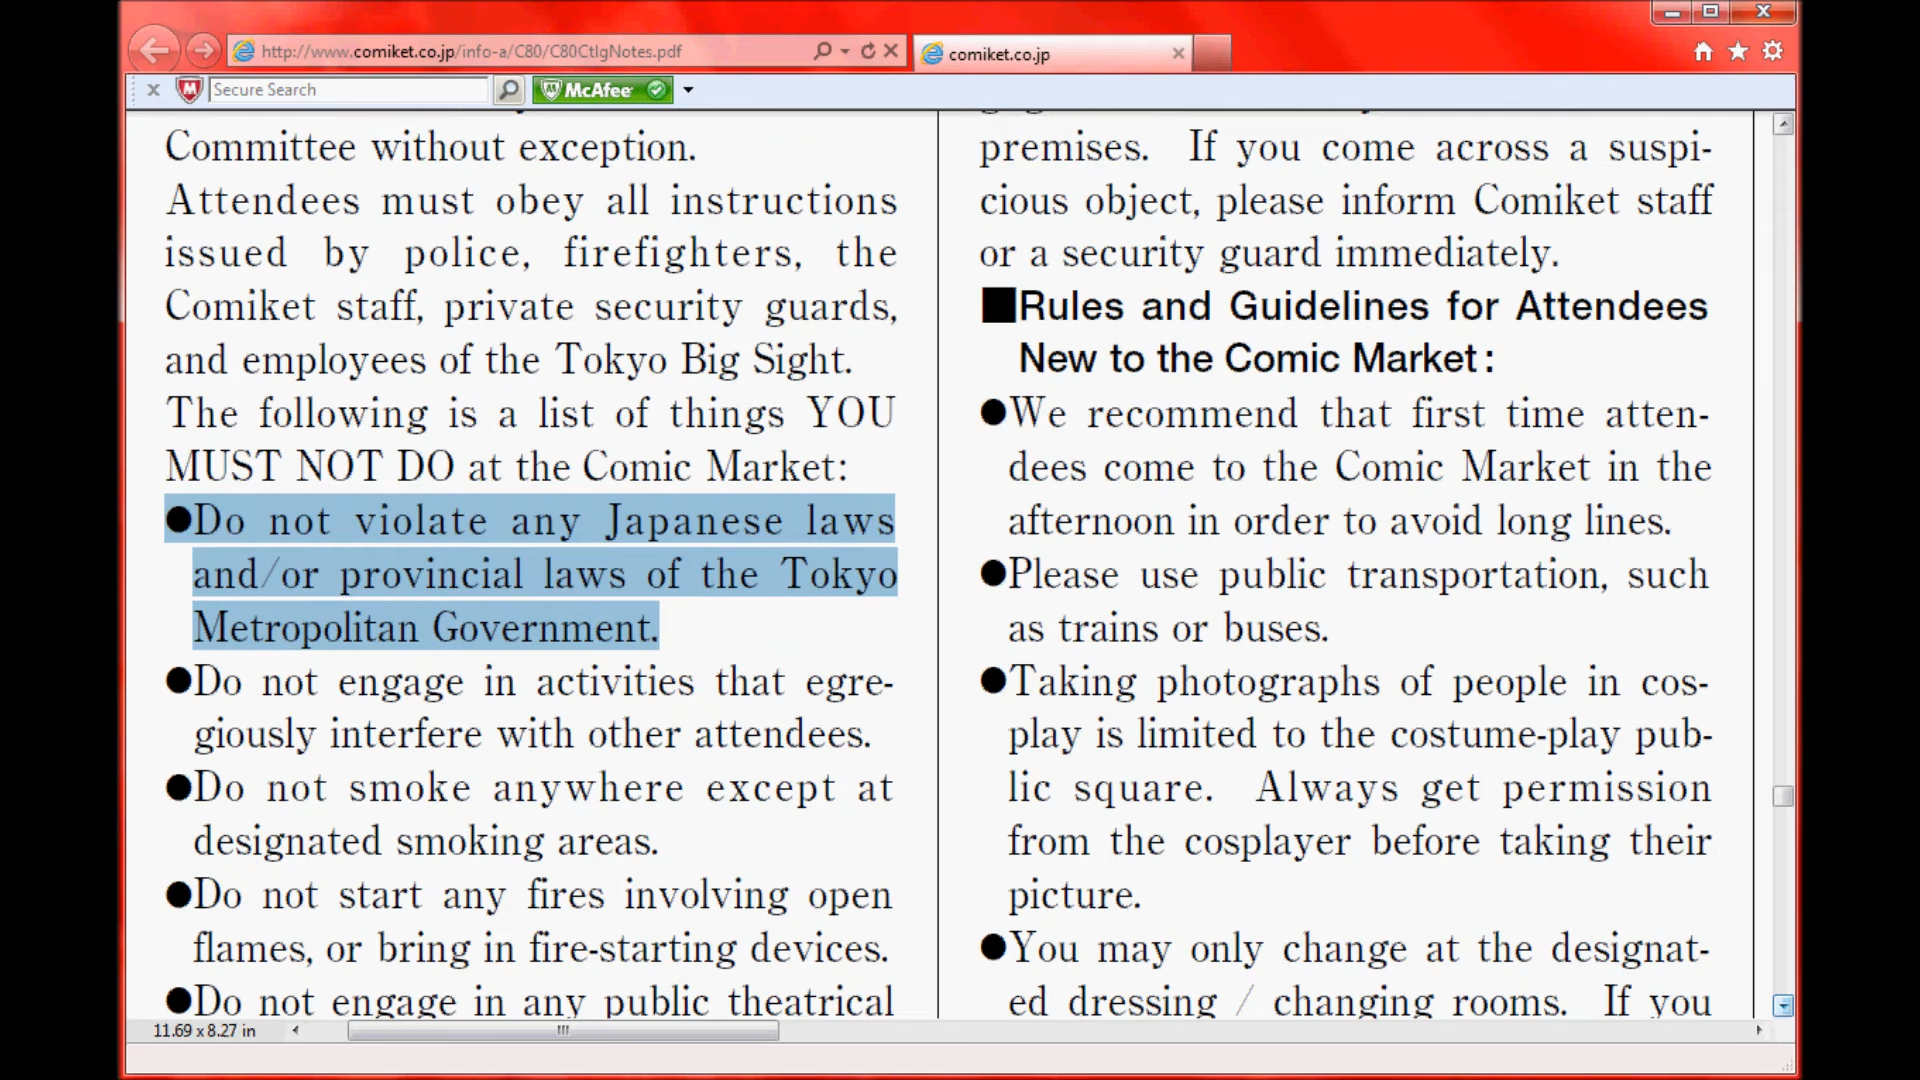 http://www.comiket.co.jp/info-a/C80/C80CtlgNotes.pdf
comiket.co.jp
Secure Search
McAfee
Committee without exception.
Attendees must obey all instructions
issued by police, firefighters, the
Comiket staff, private security guards,
and employees of the Tokyo Big Sight.
The following is a list of things YOU
MUST NOT DO at the Comic Market:
●Do not violate any Japanese laws
and/or provincial laws of the Tokyo
Metropolitan Government.
●Do not engage in activities that egre-
giously interfere with other attendees.
●Do not smoke anywhere except at
designated smoking areas.
●Do not start any fires involving open
flames, or bring in fire-starting devices.
●Do not engage in any public theatrical
premises. If you come across a suspi-
cious object, please inform Comiket staff
or a security guard immediately.
■Rules and Guidelines for Attendees
New to the Comic Market:
●We recommend that first time atten-
dees come to the Comic Market in the
afternoon in order to avoid long lines.
●Please use public transportation, such
as trains or buses.
●Taking photographs of people in cos-
play is limited to the costume-play pub-
lic square. Always get permission
from the cosplayer before taking their
picture.
●You may only change at the designat-
ed dressing / changing rooms. If you
11.69 x 8.27 in